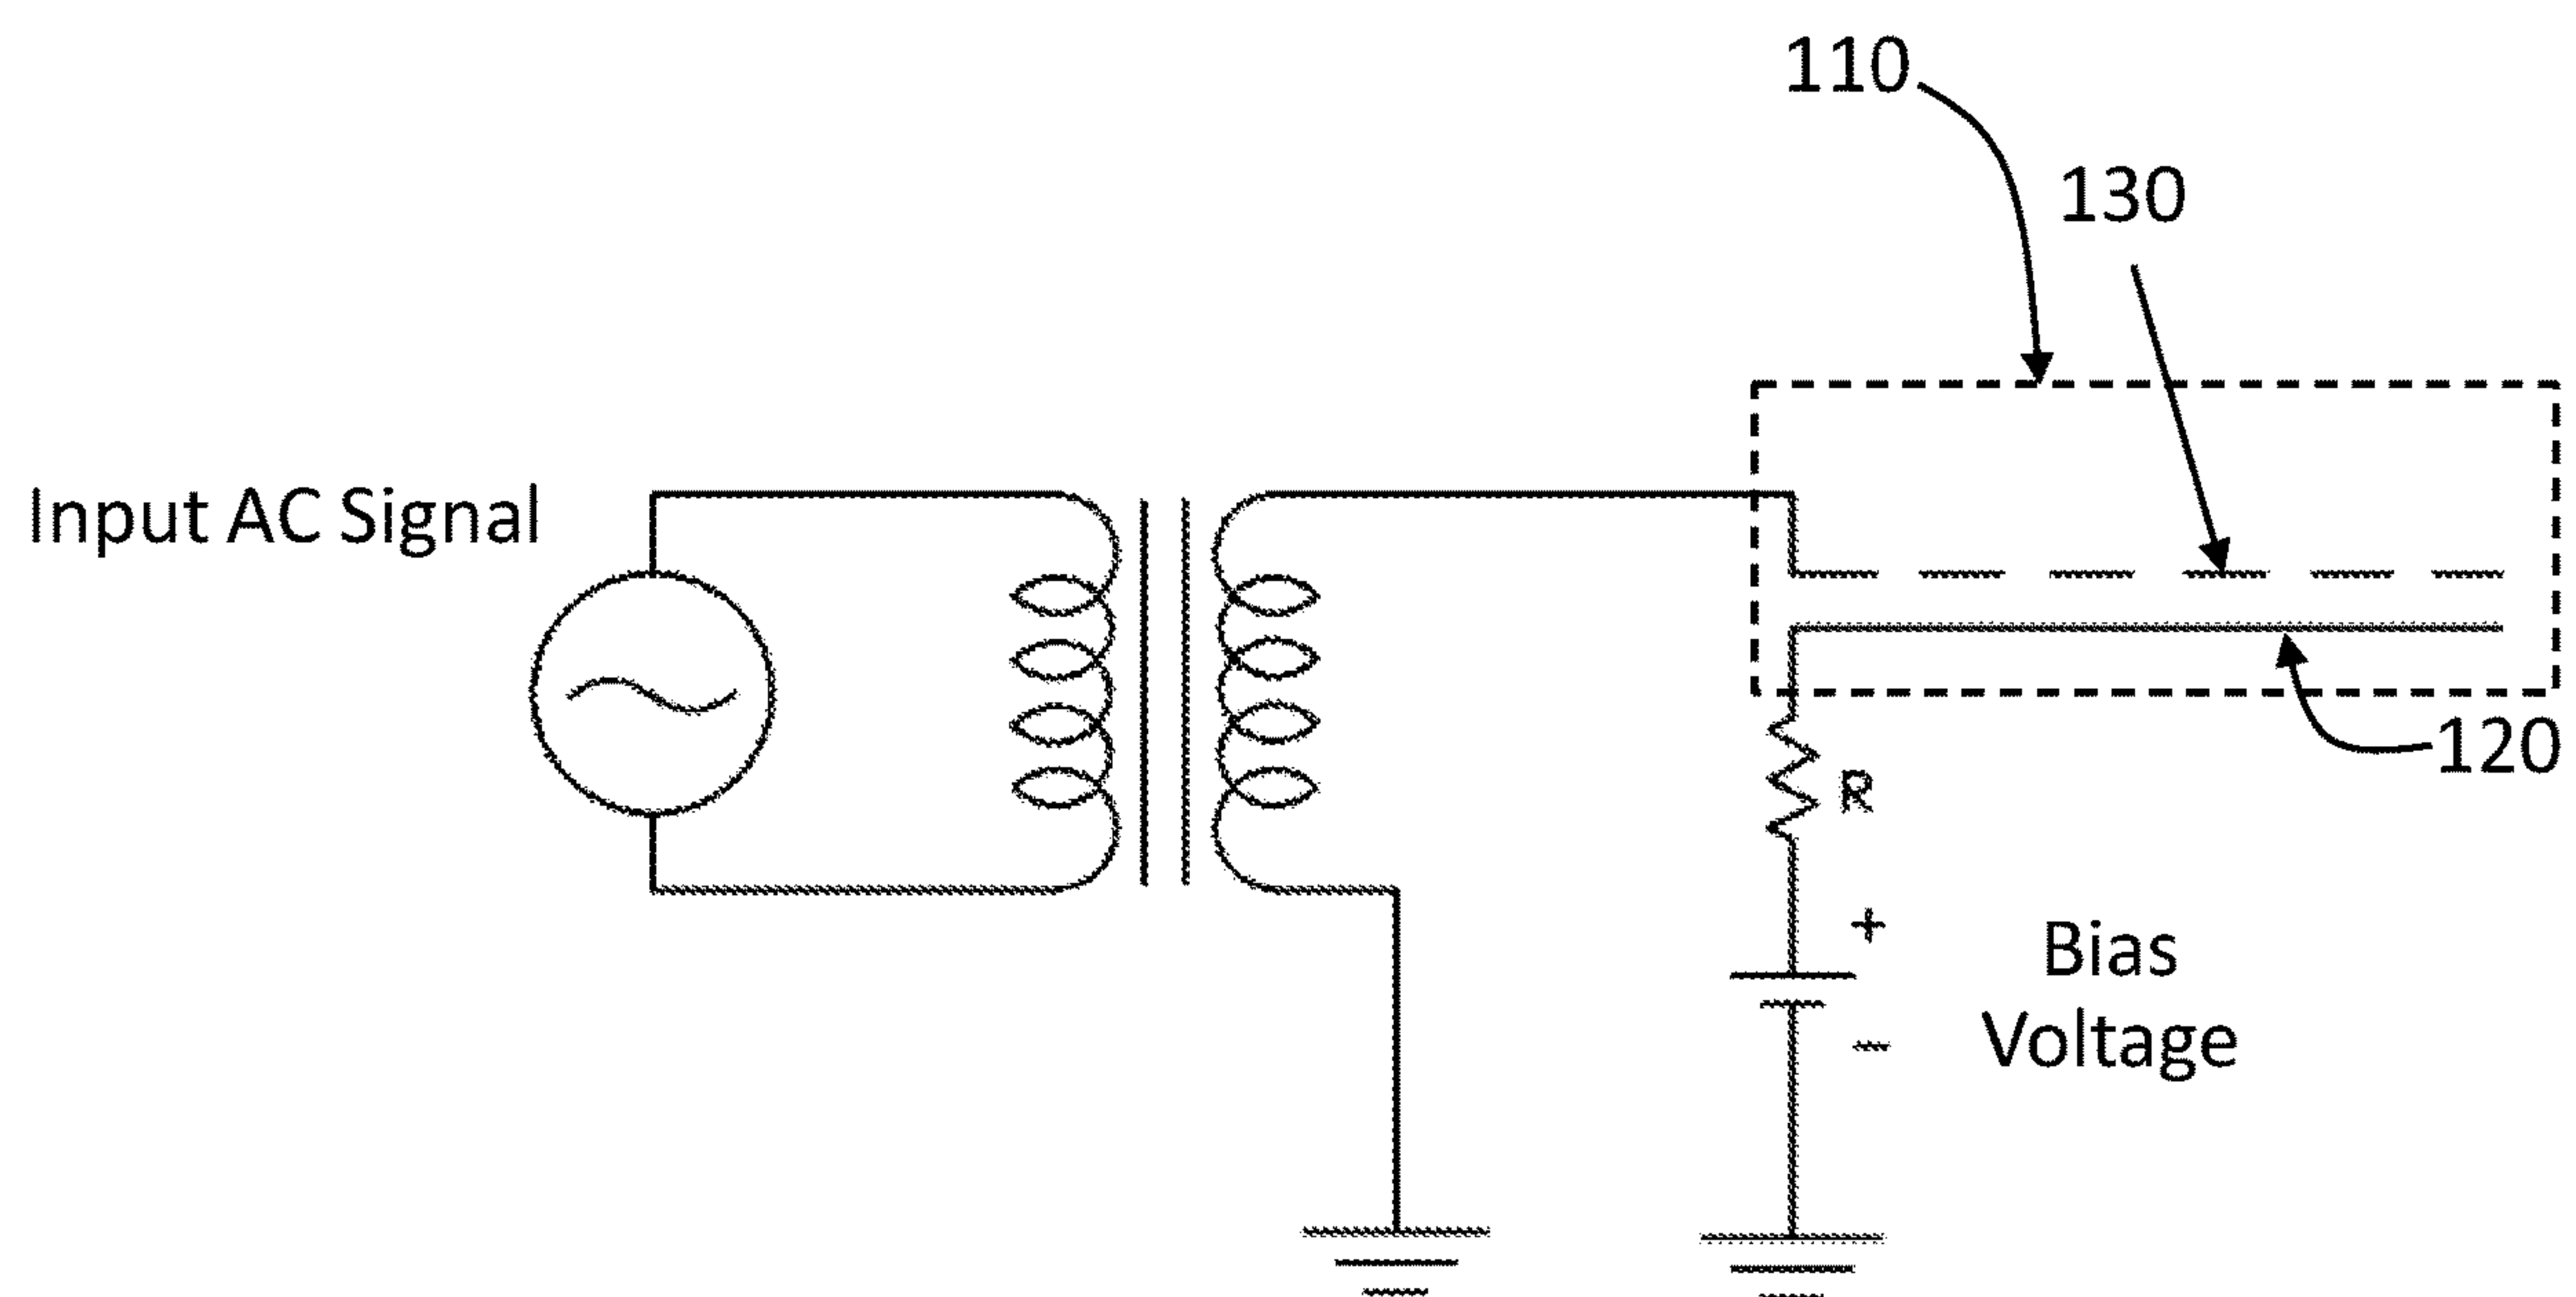 110
130
Input AC Signal
120
R
+
Bias
Voltage
-